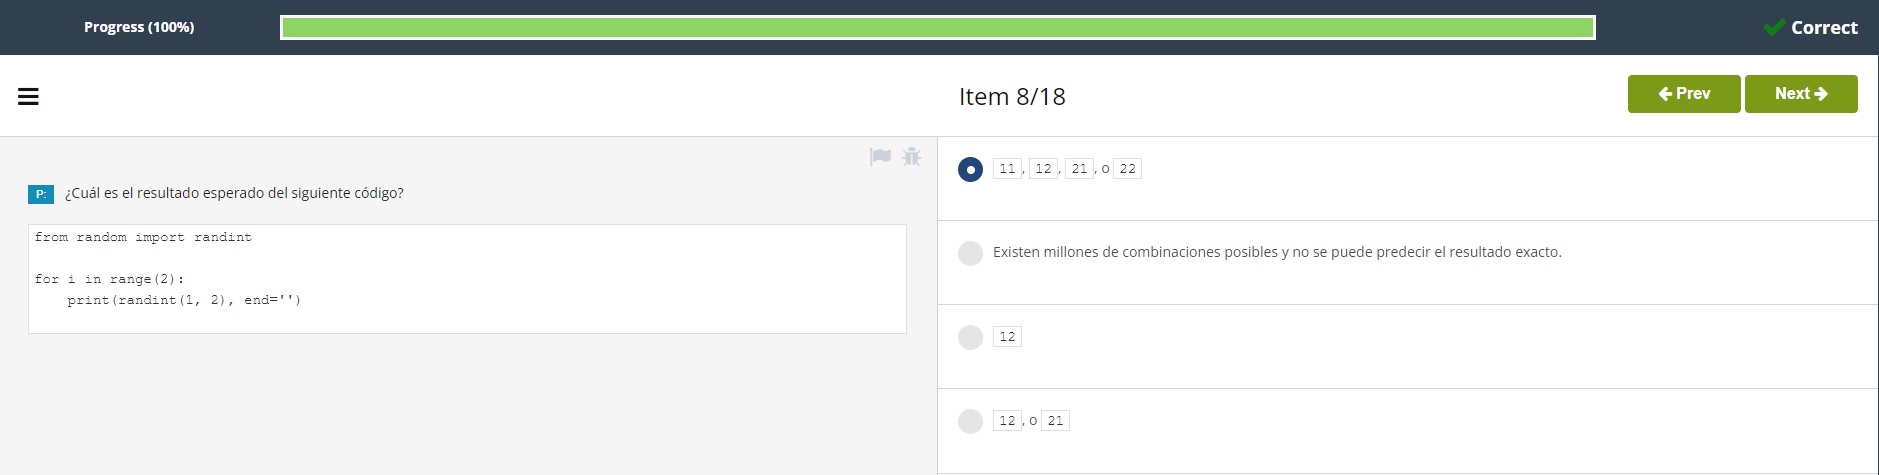 Progress (100%)
Correct
Item 8/18
Prev
Next
P: ¿Cuál es el resultado esperado del siguiente código?
from random import randint
for i in range(2):
    print(randint(1, 2), end='')
11, 12, 21, o 22
Existen millones de combinaciones posibles y no se puede predecir el resultado exacto.
12
12, o 21